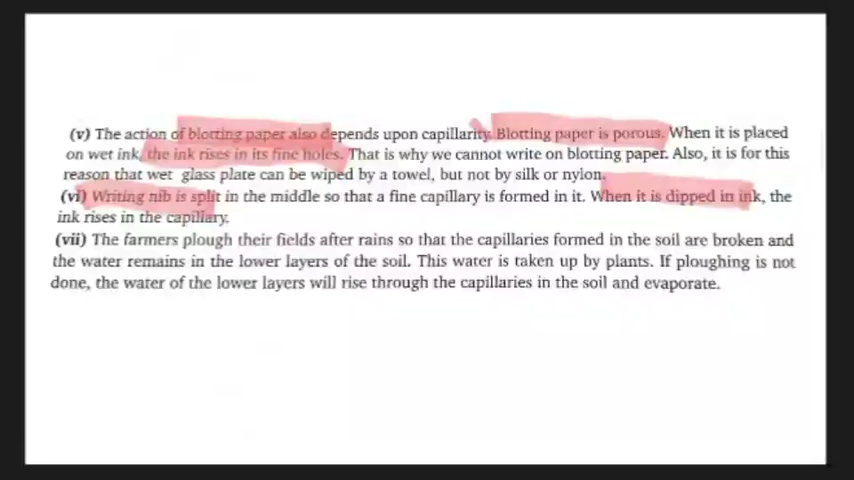 (v) The action of blotting paper also depends upon capillarity. Blotting paper is porous. When it is placed
on wet ink, the ink rises in its fine holes. That is why we cannot write on blotting paper. Also, it is for this
reason that wet glass plate can be wiped by a towel, but not by silk or nylon.
(vi) Writing nib is split in the middle so that a fine capillary is formed in it. When it is dipped in ink, the
ink rises in the capillary.
(vii) The farmers plough their fields after rains so that the capillaries formed in the soil are broken and
the water remains in the lower layers of the soil. This water is taken up by plants. If ploughing is not
done, the water of the lower layers will rise through the capillaries in the soil and evaporate.